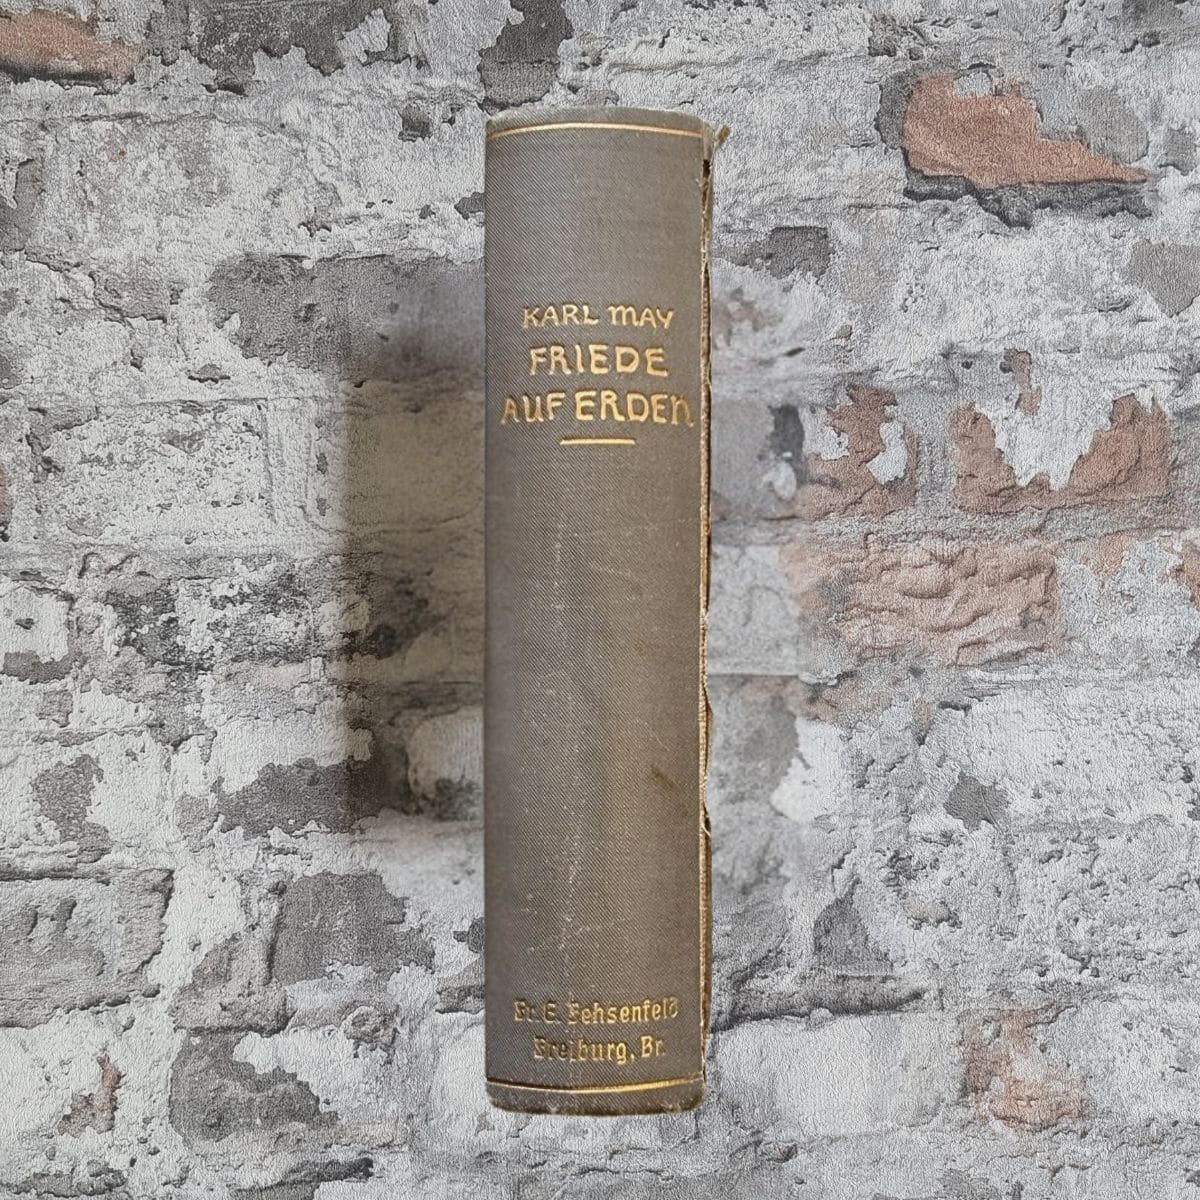 KARL MAY
FRIEDE
AUF ERDEN
Fr. E. Fehsenfeld
Freiburg, Br.